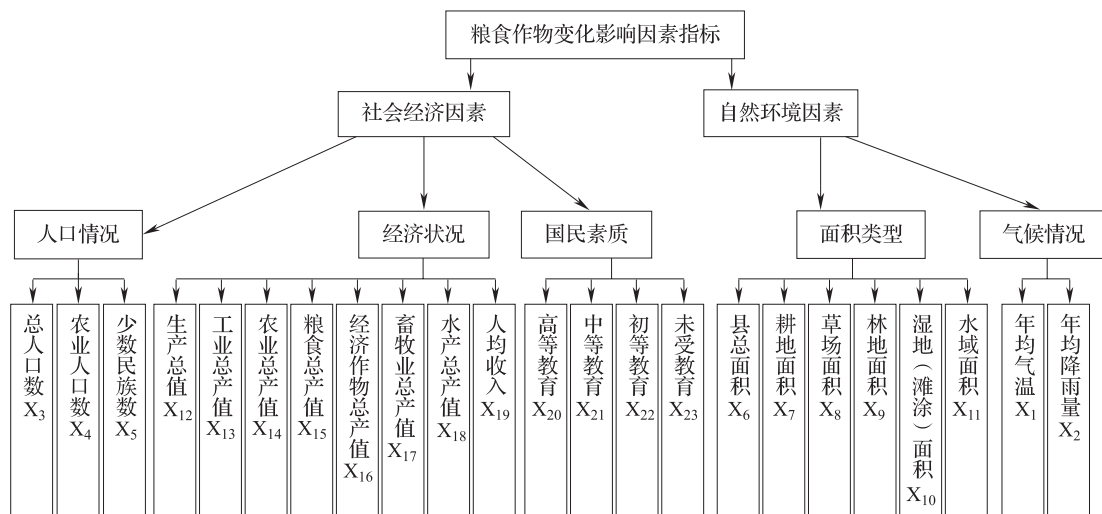 粮食作物变化影响因素指标
社会经济因素
自然环境因素
人口情况
经济状况
国民素质
面积类型
气候情况
总人口数X₃
农业人口数X₄
少数民族数X₅
生产总值X₁₂
工业总产值X₁₃
农业总产值X₁₄
粮食总产值X₁₅
经济作物总产值X₁₆
畜牧业总产值X₁₇
水产总产值X₁₈
人均收入X₁₉
高等教育X₂₀
中等教育X₂₁
初等教育X₂₂
未受教育X₂₃
县总面积X₆
耕地面积X₇
草场面积X₈
林地面积X₉
湿地（滩涂）面积X₁₀
水域面积X₁₁
年均气温X₁
年均降雨量X₂